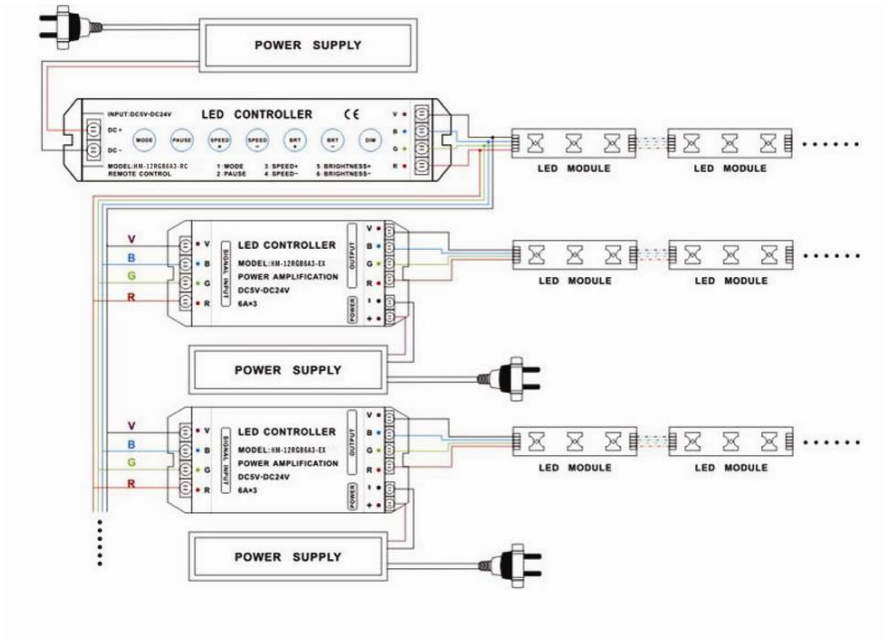 POWER SUPPLY
INPUT:DC5V-DC24V
LED CONTROLLER
CE
V
DC +
B
MODE
PAUSE
SPEED +
SPEED −
BRT +
BRT −
DIM
DC -
G
MODEL:HM-12RGB6A3-RC
1 MODE 3 SPEED+ 5 BRIGHTNESS+
R
REMOTE CONTROL
2 PAUSE 4 SPEED- 6 BRIGHTNESS-
LED MODULE
LED MODULE
V
B
G
R
SIGNAL INPUT
V
B
G
R
LED CONTROLLER
MODEL:HM-12RGB6A3-EX
POWER AMPLIFICATION
DC5V-DC24V
6A×3
OUTPUT
POWER
V
B
G
R
-
+
LED MODULE
LED MODULE
POWER SUPPLY
V
B
G
R
SIGNAL INPUT
V
B
G
R
LED CONTROLLER
MODEL:HM-12RGB6A3-EX
POWER AMPLIFICATION
DC5V-DC24V
6A×3
OUTPUT
POWER
V
B
G
R
-
+
LED MODULE
LED MODULE
POWER SUPPLY